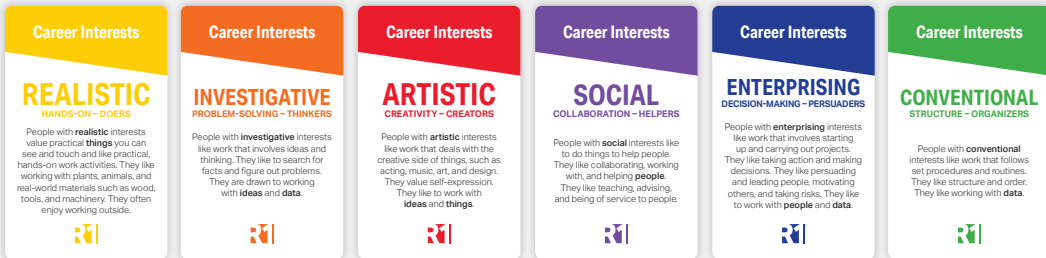 Career Interests
REALISTIC
HANDS-ON – DOERS
People with realistic interests
value practical things you can
see and touch and like practical,
hands-on work activities. They like
working with plants, animals, and
real-world materials such as wood,
tools, and machinery. They often
enjoy working outside.
Career Interests
INVESTIGATIVE
PROBLEM-SOLVING – THINKERS
People with investigative interests
like work that involves ideas and
thinking. They like to search for
facts and figure out problems.
They are drawn to working
with ideas and data.
Career Interests
ARTISTIC
CREATIVITY – CREATORS
People with artistic interests
like work that deals with the
creative side of things, such as
acting, music, art, and design.
They value self-expression.
They like to work with
ideas and things.
Career Interests
SOCIAL
COLLABORATION – HELPERS
People with social interests like
to do things to help people.
They like collaborating, working
with, and helping people.
They like teaching, advising,
and being of service to people.
Career Interests
ENTERPRISING
DECISION-MAKING – PERSUADERS
People with enterprising interests
like work that involves starting
up and carrying out projects.
They like taking action and making
decisions. They like persuading
and leading people, motivating
others, and taking risks. They like
to work with people and data.
Career Interests
CONVENTIONAL
STRUCTURE – ORGANIZERS
People with conventional
interests like work that follows
set procedures and routines.
They like structure and order.
They like working with data.